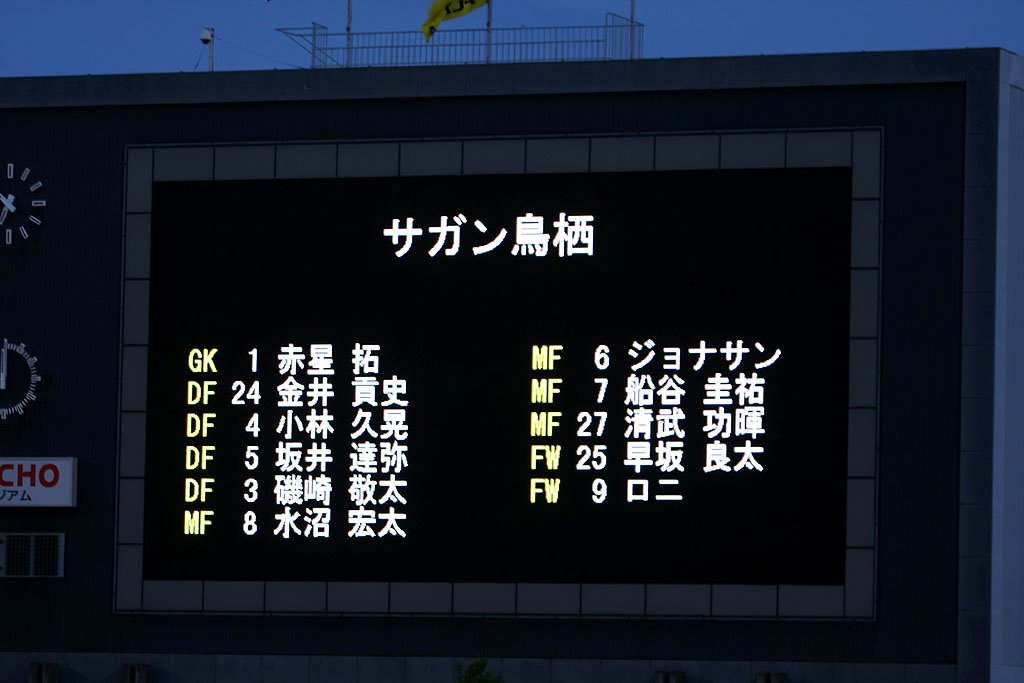 サガン鳥栖
GK 1 赤星 拓
DF 24 金井 貢史
DF 4 小林 久晃
DF 5 坂井 達弥
DF 3 磯崎 敬太
MF 8 水沼 宏太
MF 6 ジョナサン
MF 7 船谷 圭祐
MF 27 清武 功暉
FW 25 早坂 良太
FW 9 ロニ
CHO
ジアム